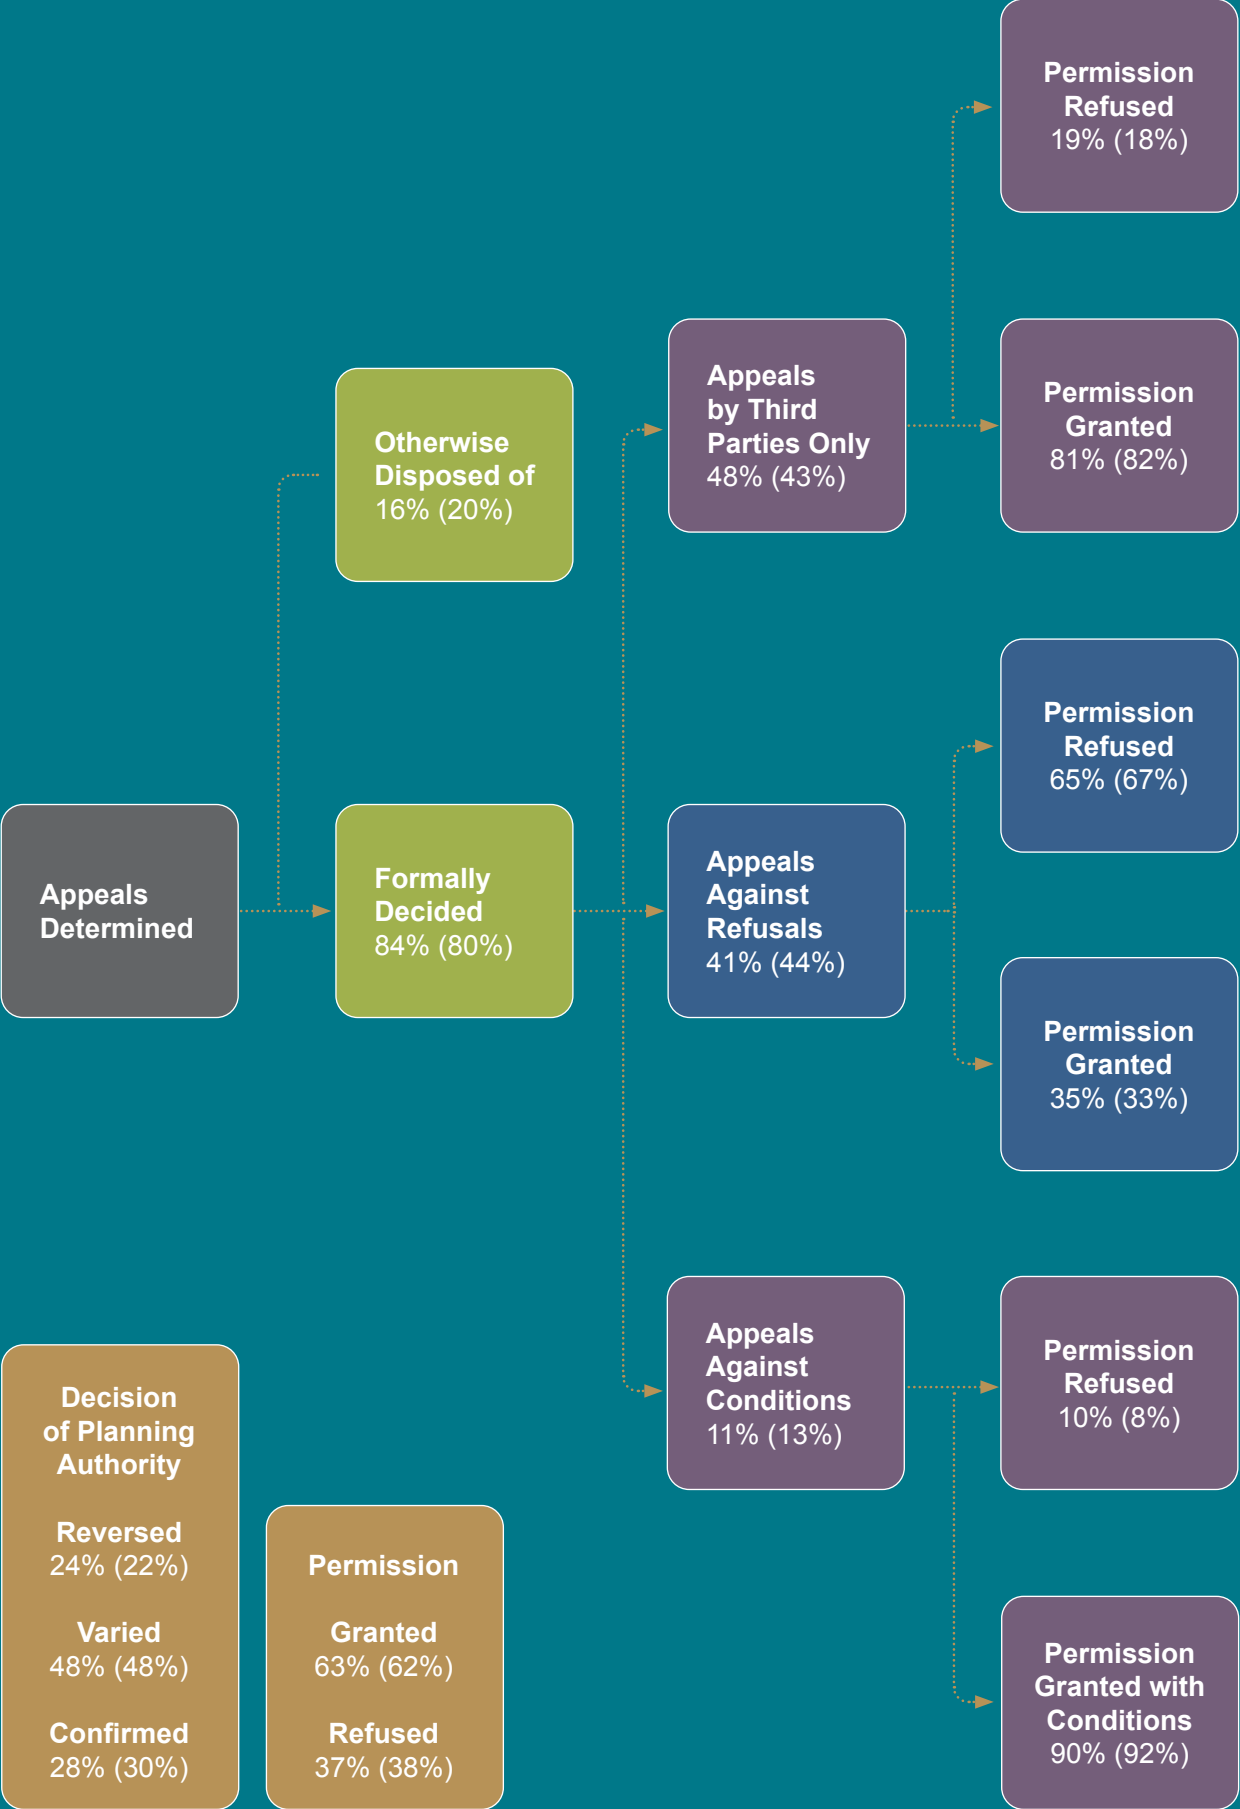 Appeals
Determined
Otherwise
Disposed of
16% (20%)
Formally
Decided
84% (80%)
Appeals
by Third
Parties Only
48% (43%)
Permission
Refused
19% (18%)
Permission
Granted
81% (82%)
Appeals
Against
Refusals
41% (44%)
Permission
Refused
65% (67%)
Permission
Granted
35% (33%)
Appeals
Against
Conditions
11% (13%)
Permission
Refused
10% (8%)
Permission
Granted with
Conditions
90% (92%)
Decision
of Planning
Authority
Reversed
24% (22%)
Varied
48% (48%)
Confirmed
28% (30%)
Permission
Granted
63% (62%)
Refused
37% (38%)